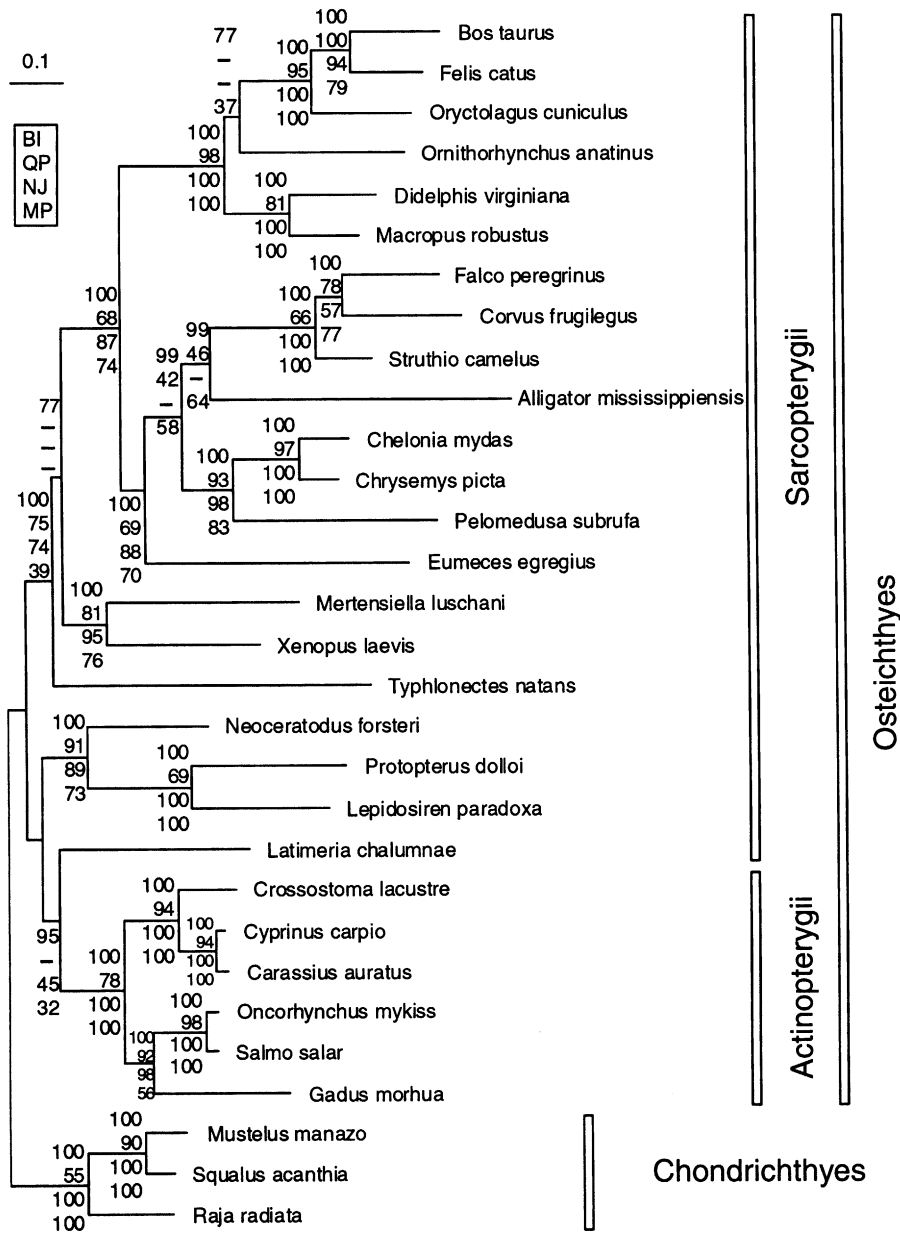 0.1
BI
QP
NJ
MP
77
–
–
37
100
95
100
100
100
100
94
79
Bos taurus
Felis catus
Oryctolagus cuniculus
Ornithorhynchus anatinus
100
98
100
100
100
81
100
100
Didelphis virginiana
Macropus robustus
100
68
87
74
100
78
57
77
Falco peregrinus
Corvus frugilegus
100
66
100
100
Struthio camelus
99
46
–
64
Alligator mississippiensis
99
42
–
58
100
97
100
100
Chelonia mydas
Chrysemys picta
100
93
98
83
Pelomedusa subrufa
100
69
88
70
Eumeces egregius
77
–
–
–
100
75
74
39
100
81
95
76
Mertensiella luschani
Xenopus laevis
Typhlonectes natans
100
91
89
73
Neoceratodus forsteri
100
69
100
100
Protopterus dolloi
Lepidosiren paradoxa
Latimeria chalumnae
95
–
45
32
100
94
100
100
Crossostoma lacustre
100
94
100
100
Cyprinus carpio
Carassius auratus
100
78
100
100
100
98
100
100
Oncorhynchus mykiss
Salmo salar
100
92
98
56
Gadus morhua
100
90
100
100
Mustelus manazo
Squalus acanthia
100
55
100
100
Raja radiata
Sarcopterygii
Actinopterygii
Osteichthyes
Chondrichthyes